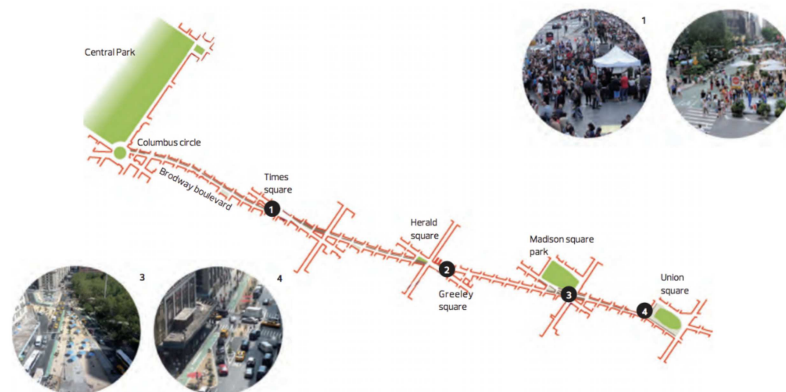 Central Park
1
Columbus circle
Brodway boulevard
Times
square
1
Herald
square
2
Greeley
square
Madison square
park
3
Union
square
4
3
4